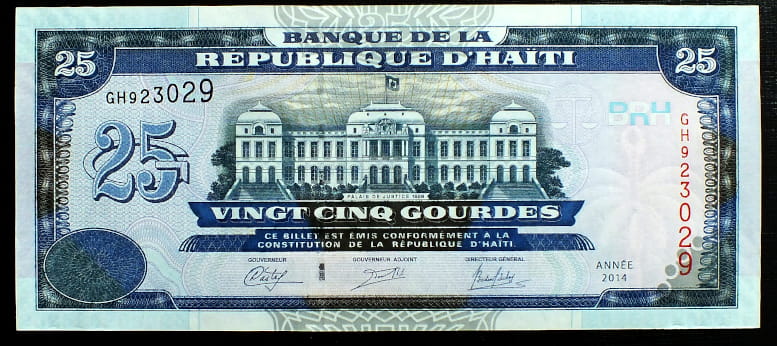 BANQUE DE LA
RÉPUBLIQUE D'HAÏTI
25
25
GH923029
BRH
25
GH923029
PALAIS DE JUSTICE
VINGT CINQ GOURDES
CE BILLET EST ÉMIS CONFORMÉMENT À LA
CONSTITUTION DE LA RÉPUBLIQUE D'HAÏTI.
GOUVERNEUR
GOUVERNEUR ADJOINT
DIRECTEUR GÉNÉRAL
ANNÉE
2014